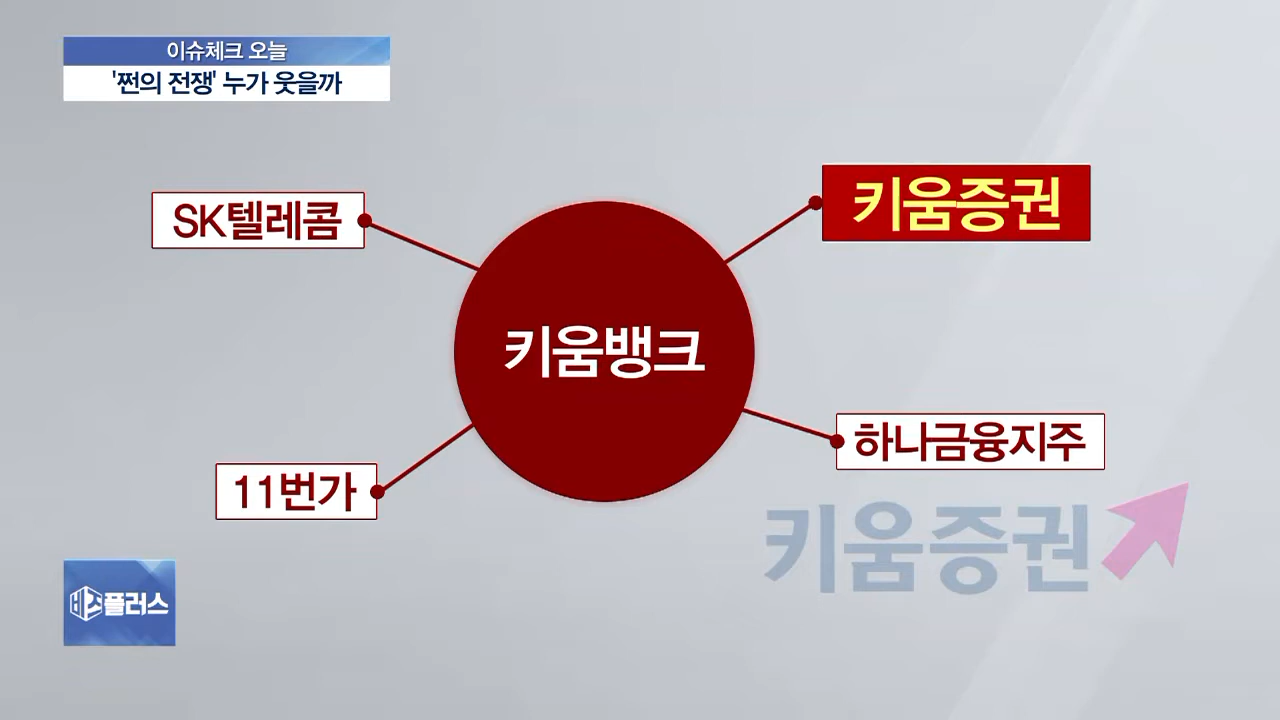 이슈체크 오늘
'쩐의 전쟁' 누가 웃을까
SK텔레콤
키움증권
키움뱅크
하나금융지주
11번가
키움증권
비즈플러스